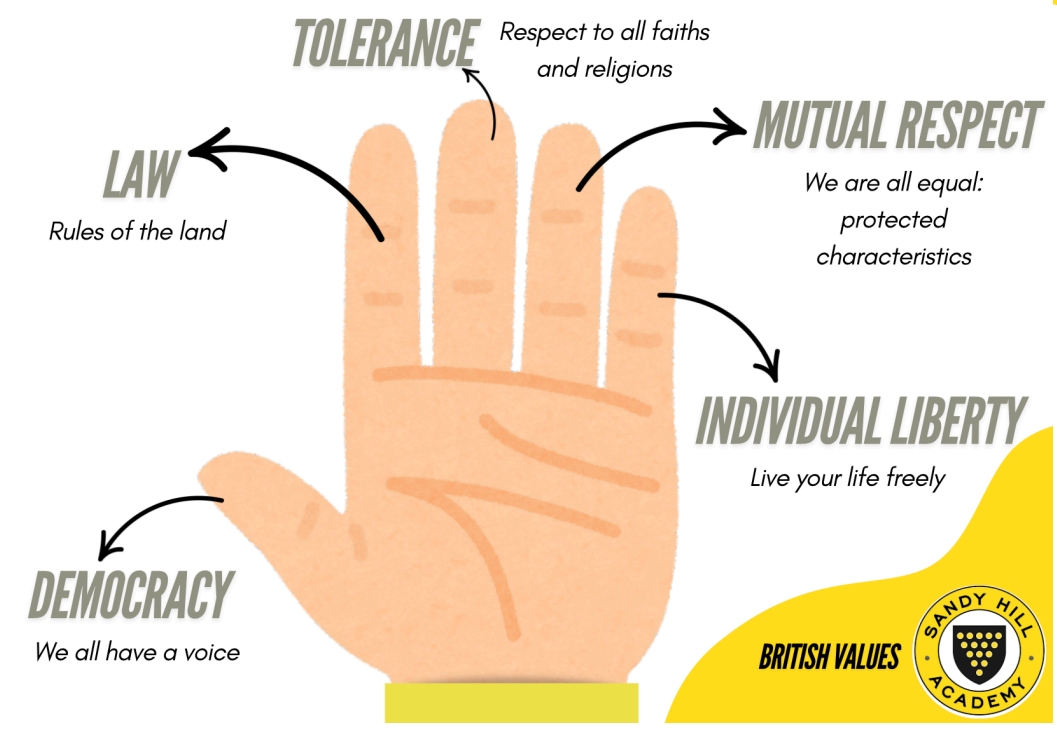 TOLERANCE
Respect to all faiths
and religions
MUTUAL RESPECT
We are all equal:
protected
characteristics
LAW
Rules of the land
INDIVIDUAL LIBERTY
Live your life freely
DEMOCRACY
We all have a voice
BRITISH VALUES
SANDY HILL
ACADEMY